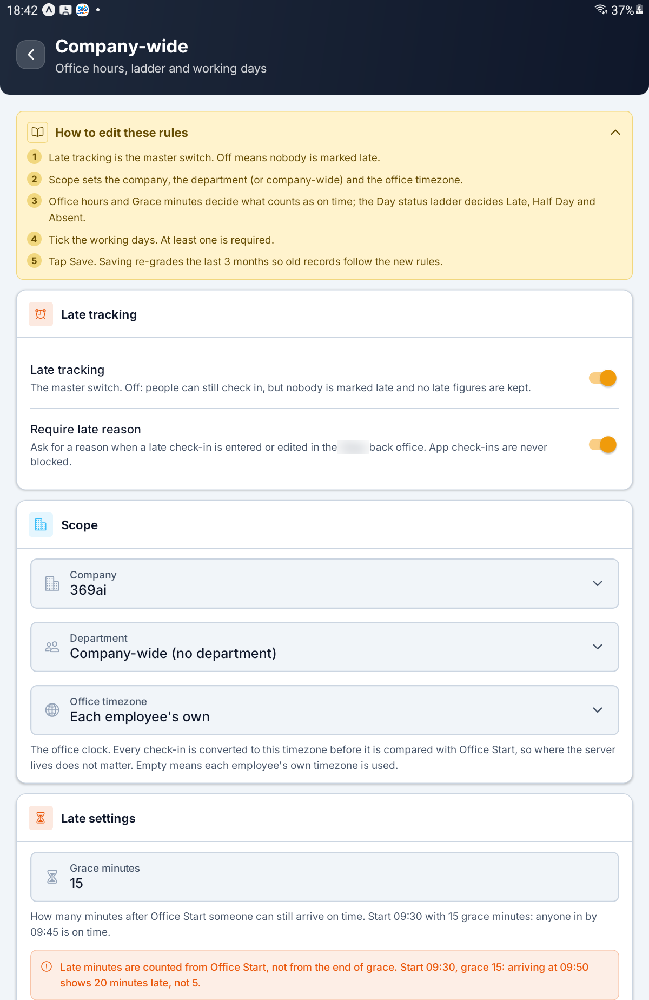 18:42
37%
Company-wide
Office hours, ladder and working days
How to edit these rules
1 Late tracking is the master switch. Off means nobody is marked late.
2 Scope sets the company, the department (or company-wide) and the office timezone.
3 Office hours and Grace minutes decide what counts as on time; the Day status ladder decides Late, Half Day and
Absent.
4 Tick the working days. At least one is required.
5 Tap Save. Saving re-grades the last 3 months so old records follow the new rules.
Late tracking
Late tracking
The master switch. Off: people can still check in, but nobody is marked late and no late figures are kept.
Require late reason
Ask for a reason when a late check-in is entered or edited in the back office. App check-ins are never
blocked.
Scope
Company
369ai
Department
Company-wide (no department)
Office timezone
Each employee's own
The office clock. Every check-in is converted to this timezone before it is compared with Office Start, so where the server
lives does not matter. Empty means each employee's own timezone is used.
Late settings
Grace minutes
15
How many minutes after Office Start someone can still arrive on time. Start 09:30 with 15 grace minutes: anyone in by
09:45 is on time.
Late minutes are counted from Office Start, not from the end of grace. Start 09:30, grace 15: arriving at 09:50
shows 20 minutes late, not 5.